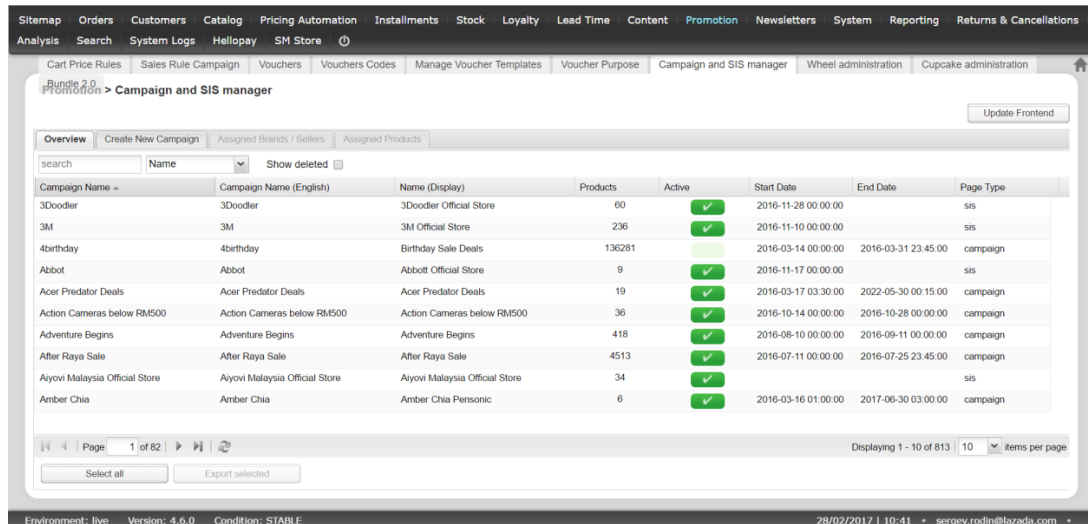 Sitemap Orders Customers Catalog Pricing Automation Installments Stock Loyalty Lead Time Content Promotion Newsletters System Reporting Returns & Cancellations
Analysis Search System Logs Hellopay SM Store
Cart Price Rules Sales Rule Campaign Vouchers Vouchers Codes Manage Voucher Templates Voucher Purpose Campaign and SIS manager Wheel administration Cupcake administration
Bundle 2.0
Promotion > Campaign and SIS manager
Update Frontend
Overview Create New Campaign Assigned Brands / Sellers Assigned Products
search Name Show deleted
Campaign Name Campaign Name (English) Name (Display) Products Active Start Date End Date Page Type
3Doodler 3Doodler 3Doodler Official Store 60 2016-11-28 00:00:00 sis
3M 3M 3M Official Store 236 2016-11-10 00:00:00 sis
4birthday 4birthday Birthday Sale Deals 136281 2016-03-14 00:00:00 2016-03-31 23:45:00 campaign
Abbot Abbot Abbott Official Store 9 2016-11-17 00:00:00 sis
Acer Predator Deals Acer Predator Deals Acer Predator Deals 19 2016-03-17 03:30:00 2022-05-30 00:15:00 campaign
Action Cameras below RM500 Action Cameras below RM500 Action Cameras below RM500 36 2016-10-14 00:00:00 2016-10-28 00:00:00 campaign
Adventure Begins Adventure Begins Adventure Begins 418 2016-08-10 00:00:00 2016-09-11 00:00:00 campaign
After Raya Sale After Raya Sale After Raya Sale 4513 2016-07-11 00:00:00 2016-07-25 23:45:00 campaign
Aiyovi Malaysia Official Store Aiyovi Malaysia Official Store Aiyovi Malaysia Official Store 34 sis
Amber Chia Amber Chia Amber Chia Pensonic 6 2016-03-16 01:00:00 2017-06-30 03:00:00 campaign
Page 1 of 82 Displaying 1 - 10 of 813 10 items per page
Select all Export selected
Environment: live Version: 4.6.0 Condition: STABLE 28/02/2017 | 10:41 • sergey.rodin@lazada.com •